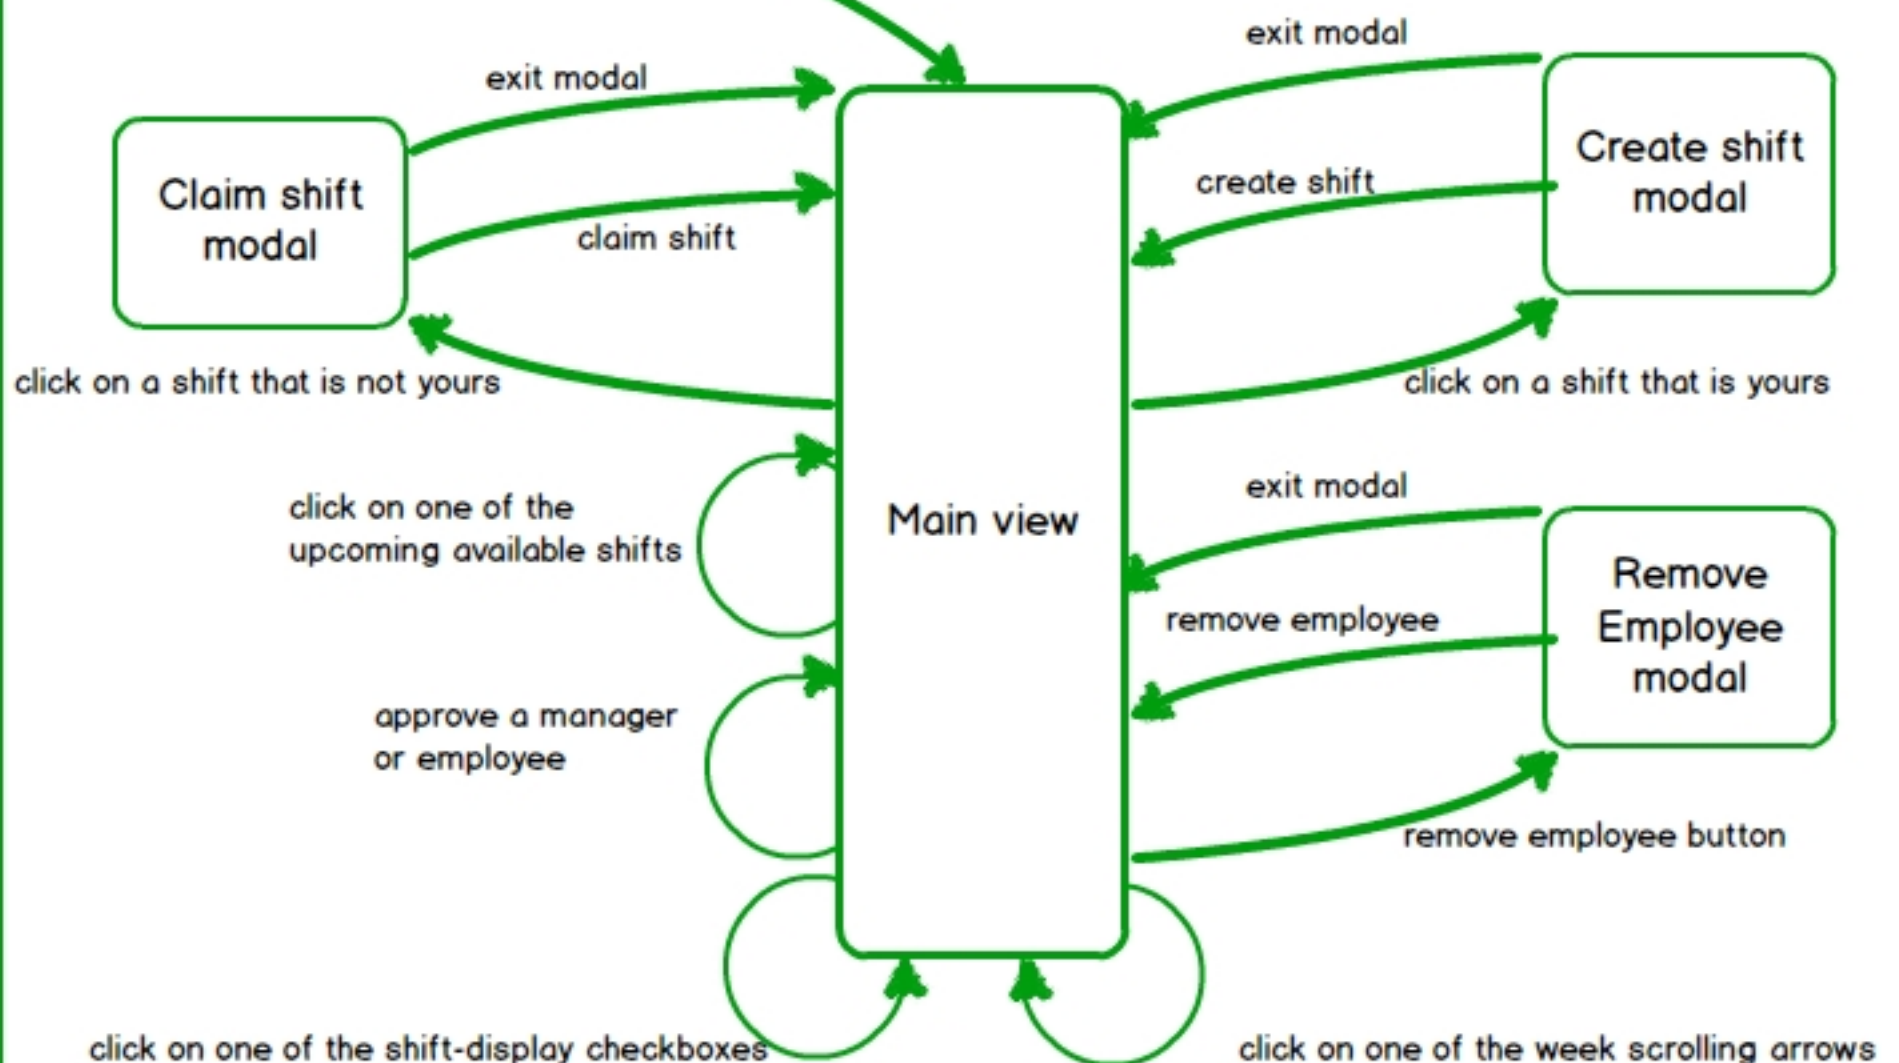 exit modal
exit modal
Claim shift
modal
claim shift
click on a shift that is not yours
Create shift
modal
create shift
click on a shift that is yours
click on one of the
upcoming available shifts
Main view
exit modal
Remove
Employee
modal
remove employee
approve a manager
or employee
remove employee button
click on one of the shift-display checkboxes
click on one of the week scrolling arrows